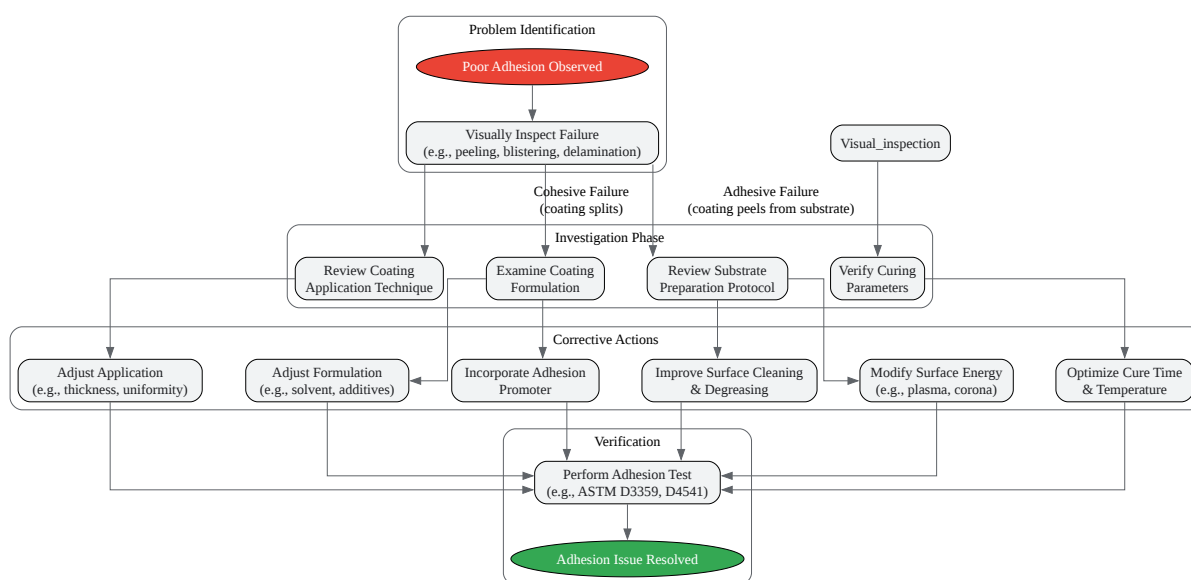 Problem Identification
Poor Adhesion Observed
Visually Inspect Failure
(e.g., peeling, blistering, delamination)
Visual_inspection
Cohesive Failure
(coating splits)
Adhesive Failure
(coating peels from substrate)
Investigation Phase
Review Coating
Application Technique
Examine Coating
Formulation
Review Substrate
Preparation Protocol
Verify Curing
Parameters
Corrective Actions
Adjust Application
(e.g., thickness, uniformity)
Adjust Formulation
(e.g., solvent, additives)
Incorporate Adhesion
Promoter
Improve Surface Cleaning
& Degreasing
Modify Surface Energy
(e.g., plasma, corona)
Optimize Cure Time
& Temperature
Verification
Perform Adhesion Test
(e.g., ASTM D3359, D4541)
Adhesion Issue Resolved